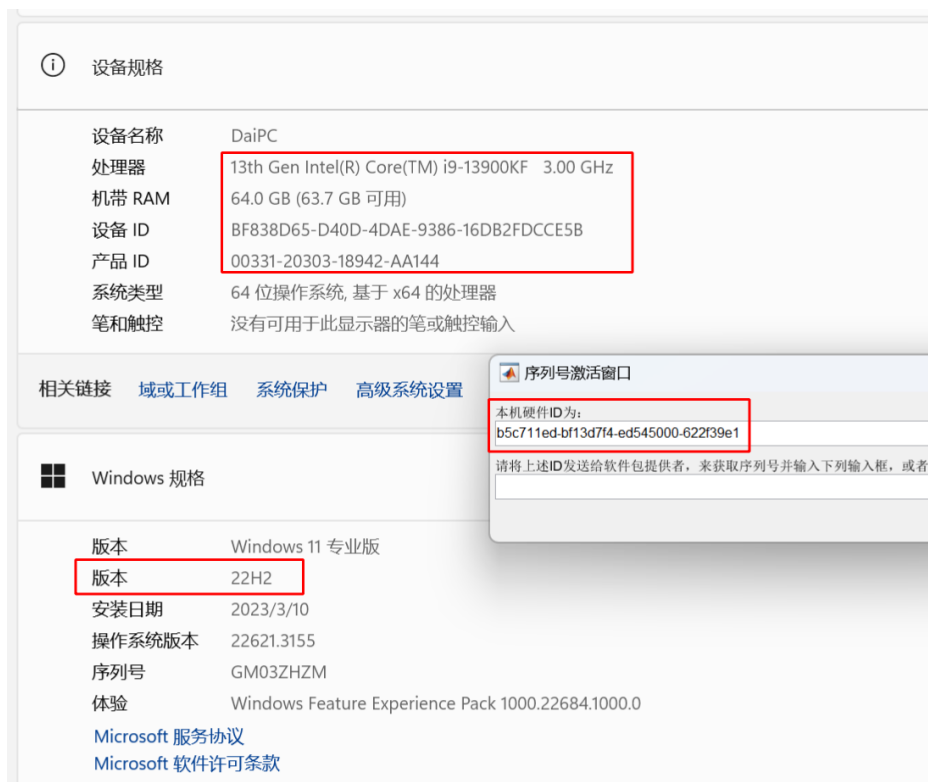 设备规格
设备名称 DaiPC
处理器 13th Gen Intel(R) Core(TM) i9-13900KF 3.00 GHz
机带 RAM 64.0 GB (63.7 GB 可用)
设备 ID BF838D65-D40D-4DAE-9386-16DB2FDCCE5B
产品 ID 00331-20303-18942-AA144
系统类型 64 位操作系统, 基于 x64 的处理器
笔和触控 没有可用于此显示器的笔或触控输入
相关链接 域或工作组 系统保护 高级系统设置
序列号激活窗口
本机硬件ID为:
b5c711ed-bf13d7f4-ed545000-622f39e1
请将上述ID发送给软件包提供者，来获取序列号并输入下列输入框，或者
Windows 规格
版本 Windows 11 专业版
版本 22H2
安装日期 2023/3/10
操作系统版本 22621.3155
序列号 GM03ZHZM
体验 Windows Feature Experience Pack 1000.22684.1000.0
Microsoft 服务协议
Microsoft 软件许可条款